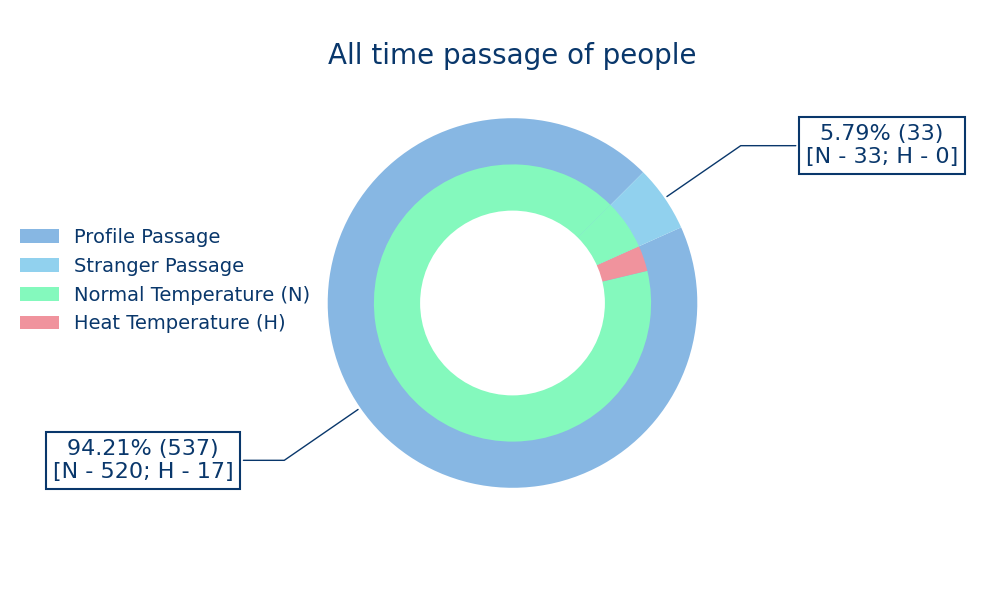 All time passage of people
5.79% (33)
[N - 33; H - 0]
Profile Passage
Stranger Passage
Normal Temperature (N)
Heat Temperature (H)
94.21% (537)
[N - 520; H - 17]